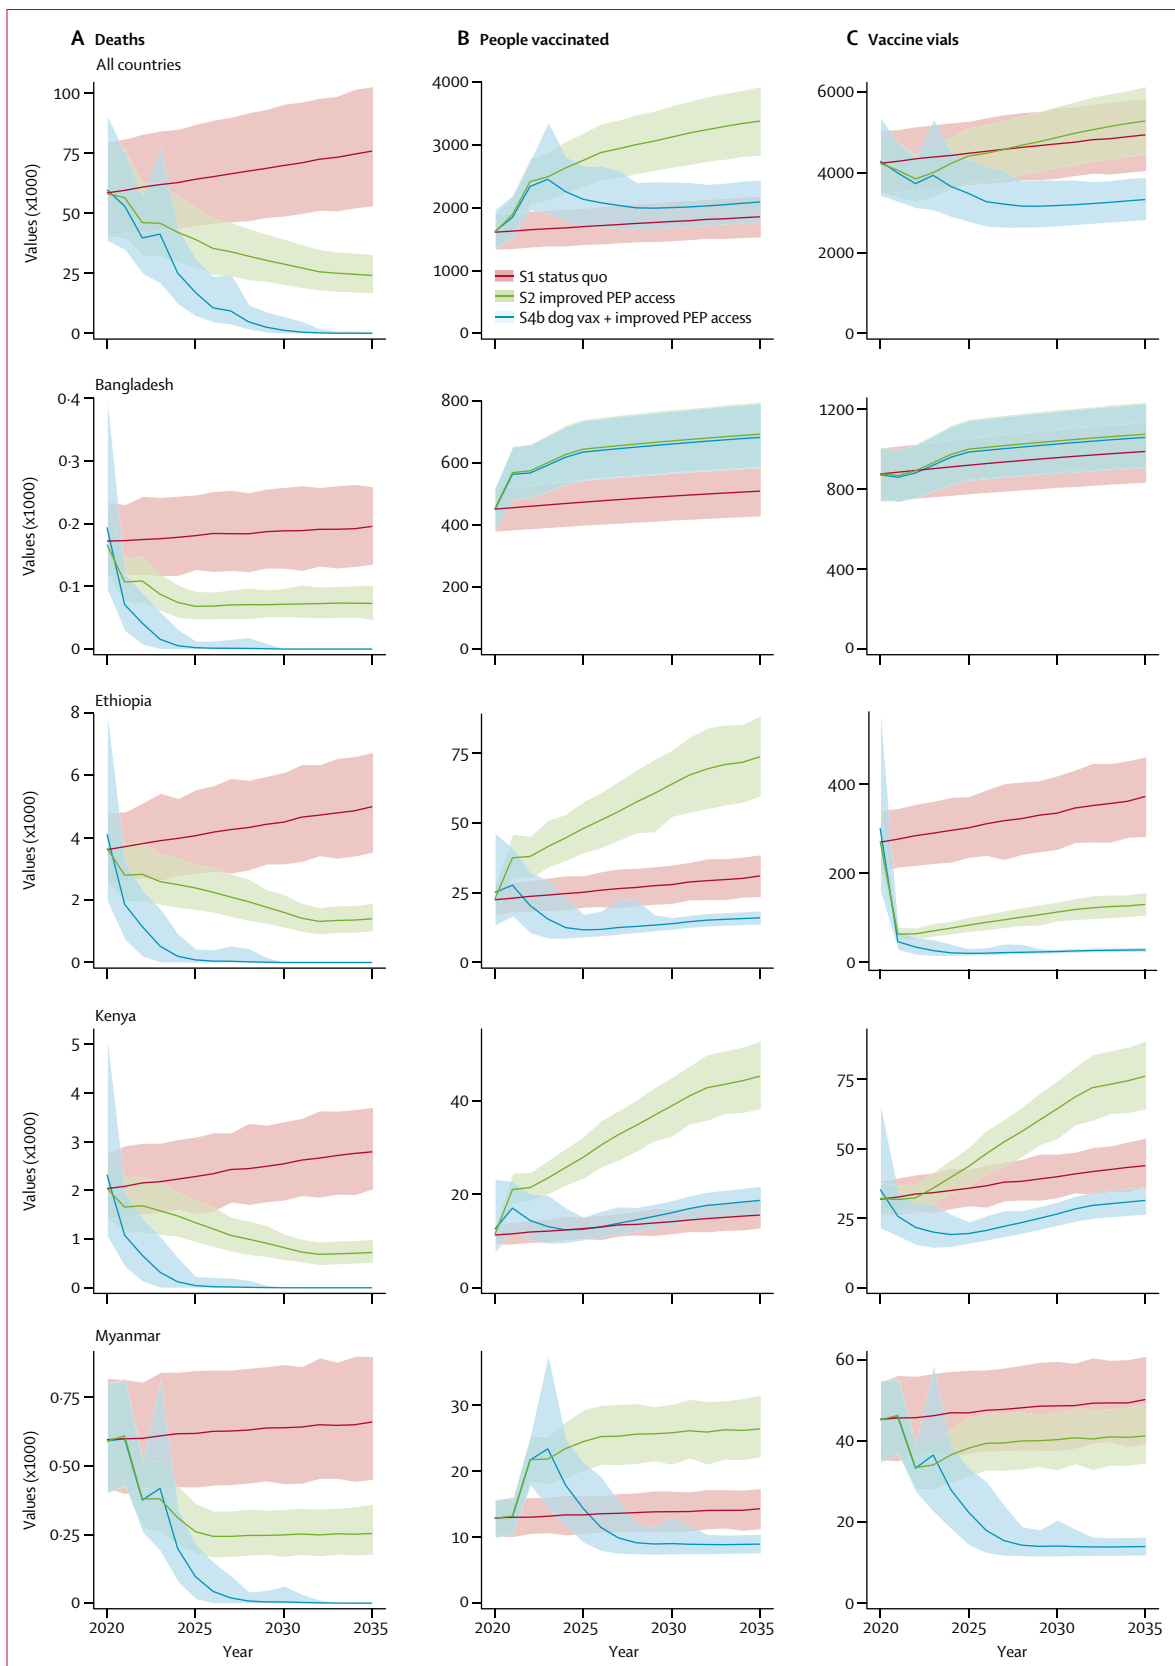 A Deaths
B People vaccinated
C Vaccine vials
All countries
Values (x1000)
100
75
50
25
0
4000
3000
2000
1000
0
S1 status quo
S2 improved PEP access
S4b dog vax + improved PEP access
6000
4000
2000
0
Bangladesh
Values (x1000)
0·4
0·3
0·2
0·1
0
800
600
400
200
0
1200
800
400
0
Ethiopia
Values (x1000)
8
6
4
2
0
75
50
25
0
400
200
0
Kenya
Values (x1000)
5
4
3
2
1
0
40
20
0
75
50
25
0
Myanmar
Values (x1000)
0·75
0·50
0·25
0
30
20
10
0
60
40
20
0
2020 2025 2030 2035
Year
2020 2025 2030 2035
Year
2020 2025 2030 2035
Year